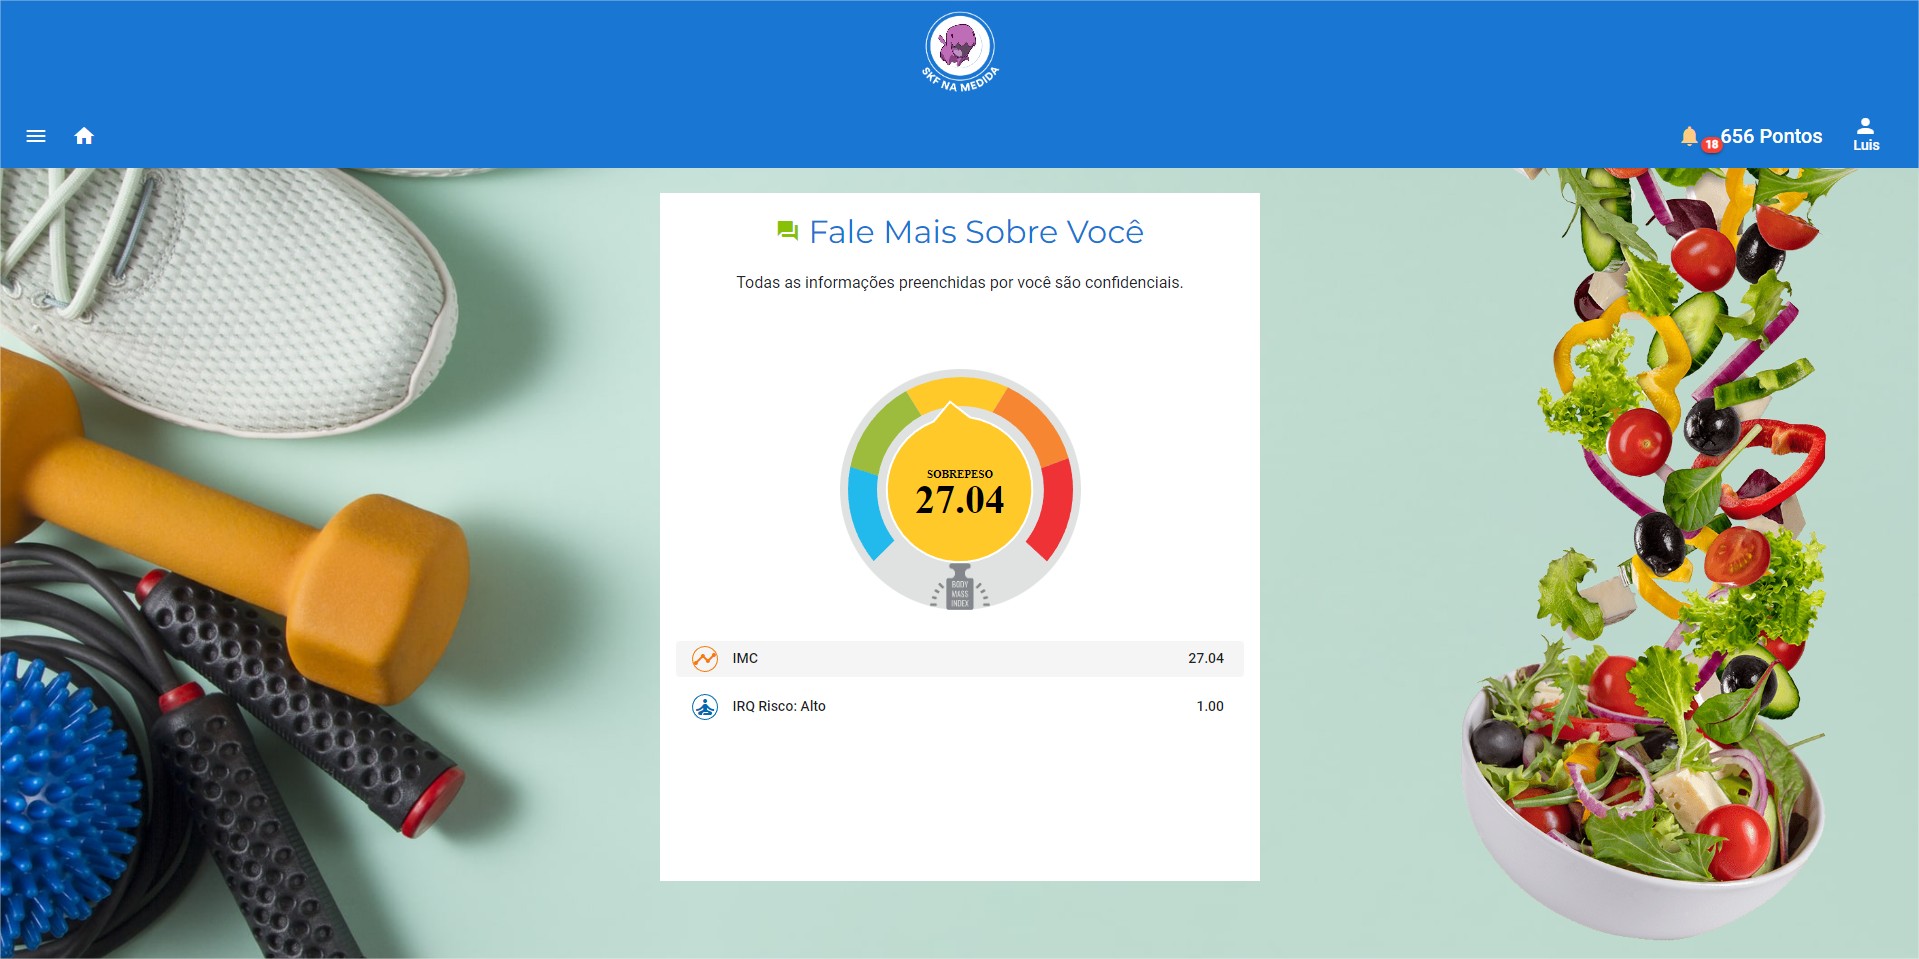 SKF NA MEDIDA
18
656 Pontos
Luis
Fale Mais Sobre Você
Todas as informações preenchidas por você são confidenciais.
SOBREPESO
27.04
BODY
MASS
INDEX
IMC 27.04
IRQ Risco: Alto 1.00